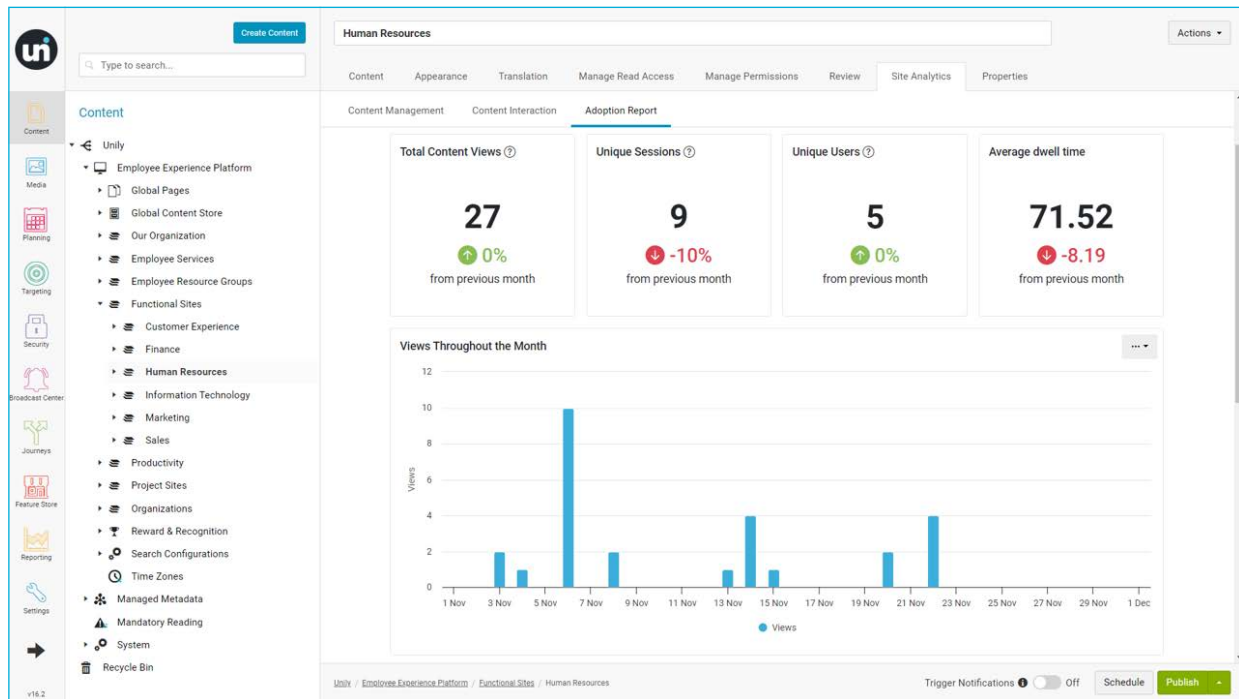 uni
Create Content
Type to search...
Content
Media
Planning
Targeting
Security
Broadcast Center
Journeys
Feature Store
Reporting
Settings
v16.2
Content
Unily
Employee Experience Platform
Global Pages
Global Content Store
Our Organization
Employee Services
Employee Resource Groups
Functional Sites
Customer Experience
Finance
Human Resources
Information Technology
Marketing
Sales
Productivity
Project Sites
Organizations
Reward & Recognition
Search Configurations
Time Zones
Managed Metadata
Mandatory Reading
System
Recycle Bin
Human Resources
Actions
Content Appearance Translation Manage Read Access Manage Permissions Review Site Analytics Properties
Content Management Content Interaction Adoption Report
Total Content Views ?
27
0%
from previous month
Unique Sessions ?
9
-10%
from previous month
Unique Users ?
5
0%
from previous month
Average dwell time
71.52
-8.19
from previous month
Views Throughout the Month
...
Views
12
10
8
6
4
2
0
1 Nov 3 Nov 5 Nov 7 Nov 9 Nov 11 Nov 13 Nov 15 Nov 17 Nov 19 Nov 21 Nov 23 Nov 25 Nov 27 Nov 29 Nov 1 Dec
Views
Unily / Employee Experience Platform / Functional Sites / Human Resources
Trigger Notifications i Off
Schedule
Publish